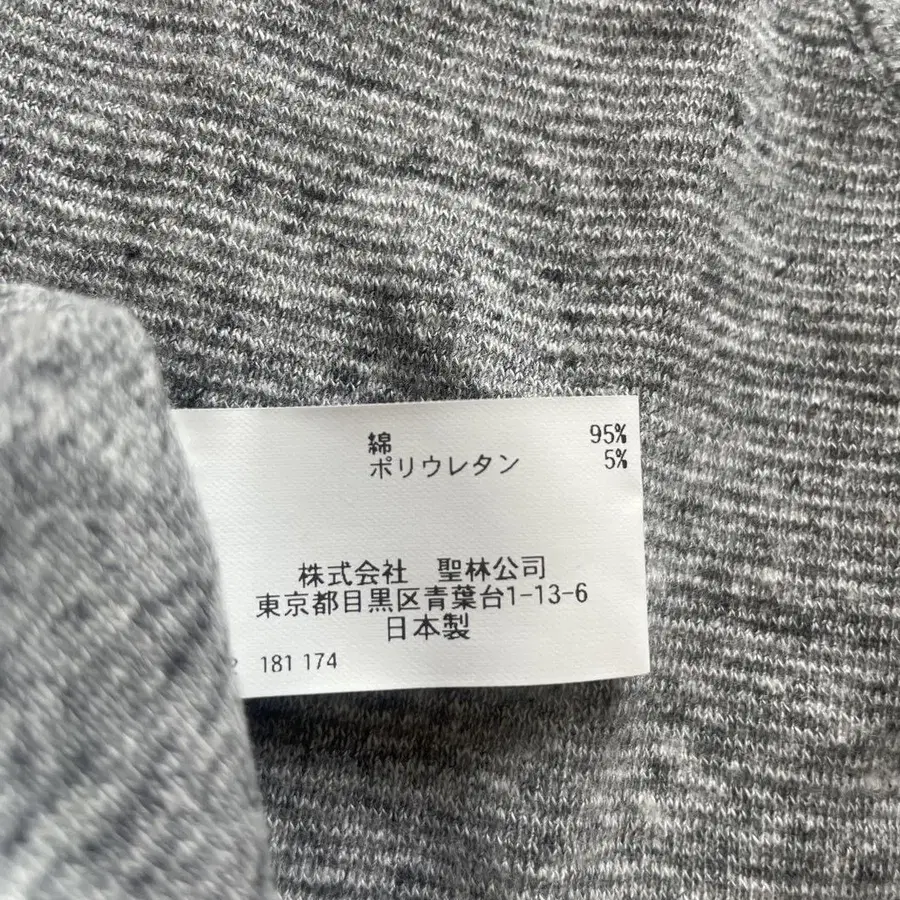 綿 95%
ポリウレタン 5%
株式会社 聖林公司
東京都目黒区青葉台1-13-6
日本製
181 174